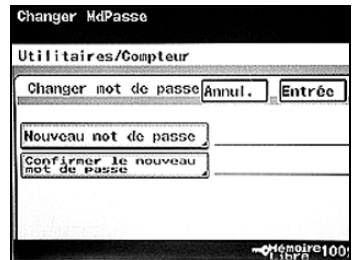 Changer MdPasse
Utilitaires/Compteur
Changer mot de passe Annul. Entrée
Nouveau mot de passe
Confirmer le nouveau
mot de passe
Mémoire 100%
Libre